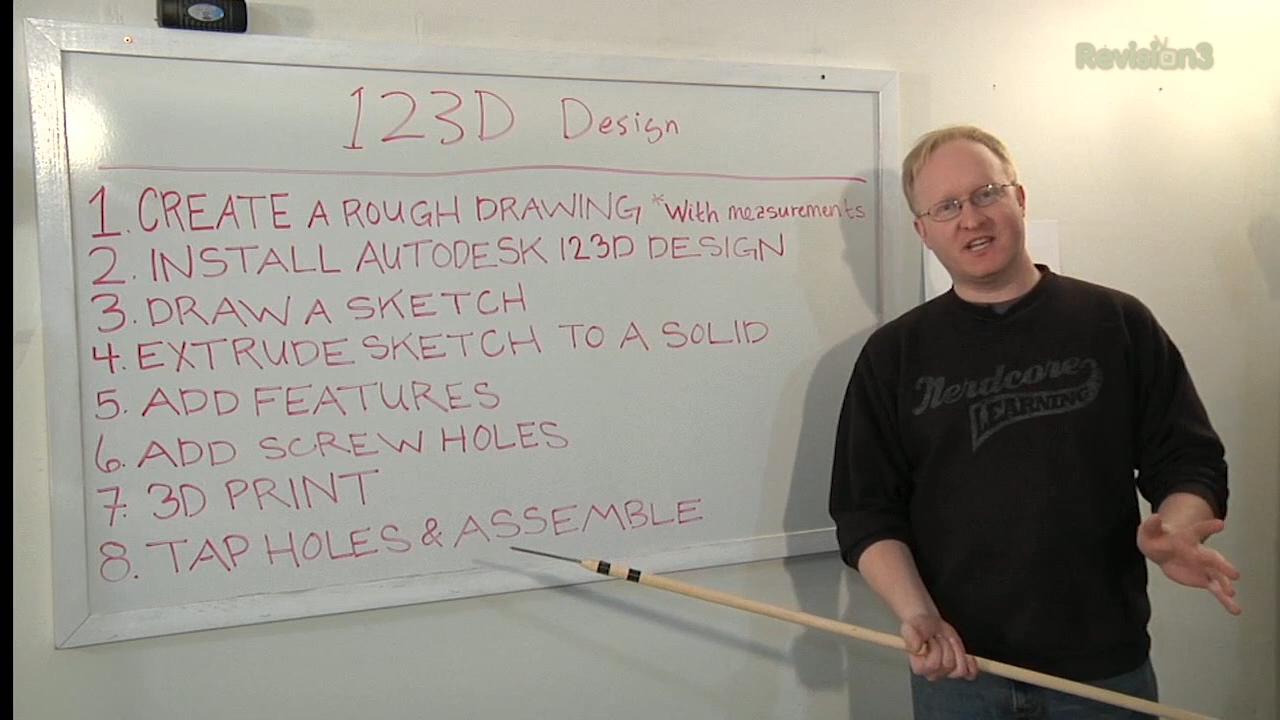 Revision3
123D Design
1. CREATE A ROUGH DRAWING *With measurements
2. INSTALL AUTODESK 123D DESIGN
3. DRAW A SKETCH
4. EXTRUDE SKETCH TO A SOLID
5. ADD FEATURES
6. ADD SCREW HOLES
7. 3D PRINT
8. TAP HOLES & ASSEMBLE
Nerdcore
LEARNING